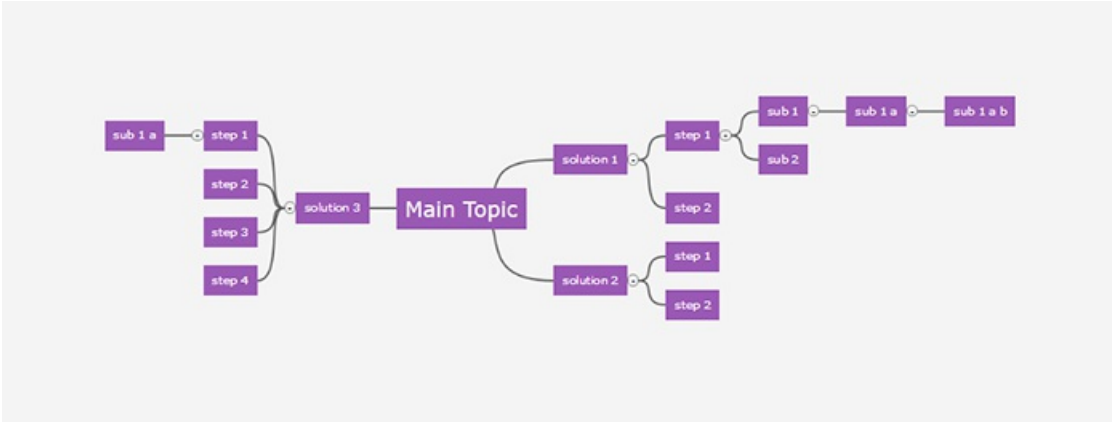 sub 1
sub 1 a
sub 1 a b
sub 1 a
step 1
step 1
solution 1
sub 2
step 2
solution 3
Main Topic
step 2
step 3
step 1
step 4
solution 2
step 2